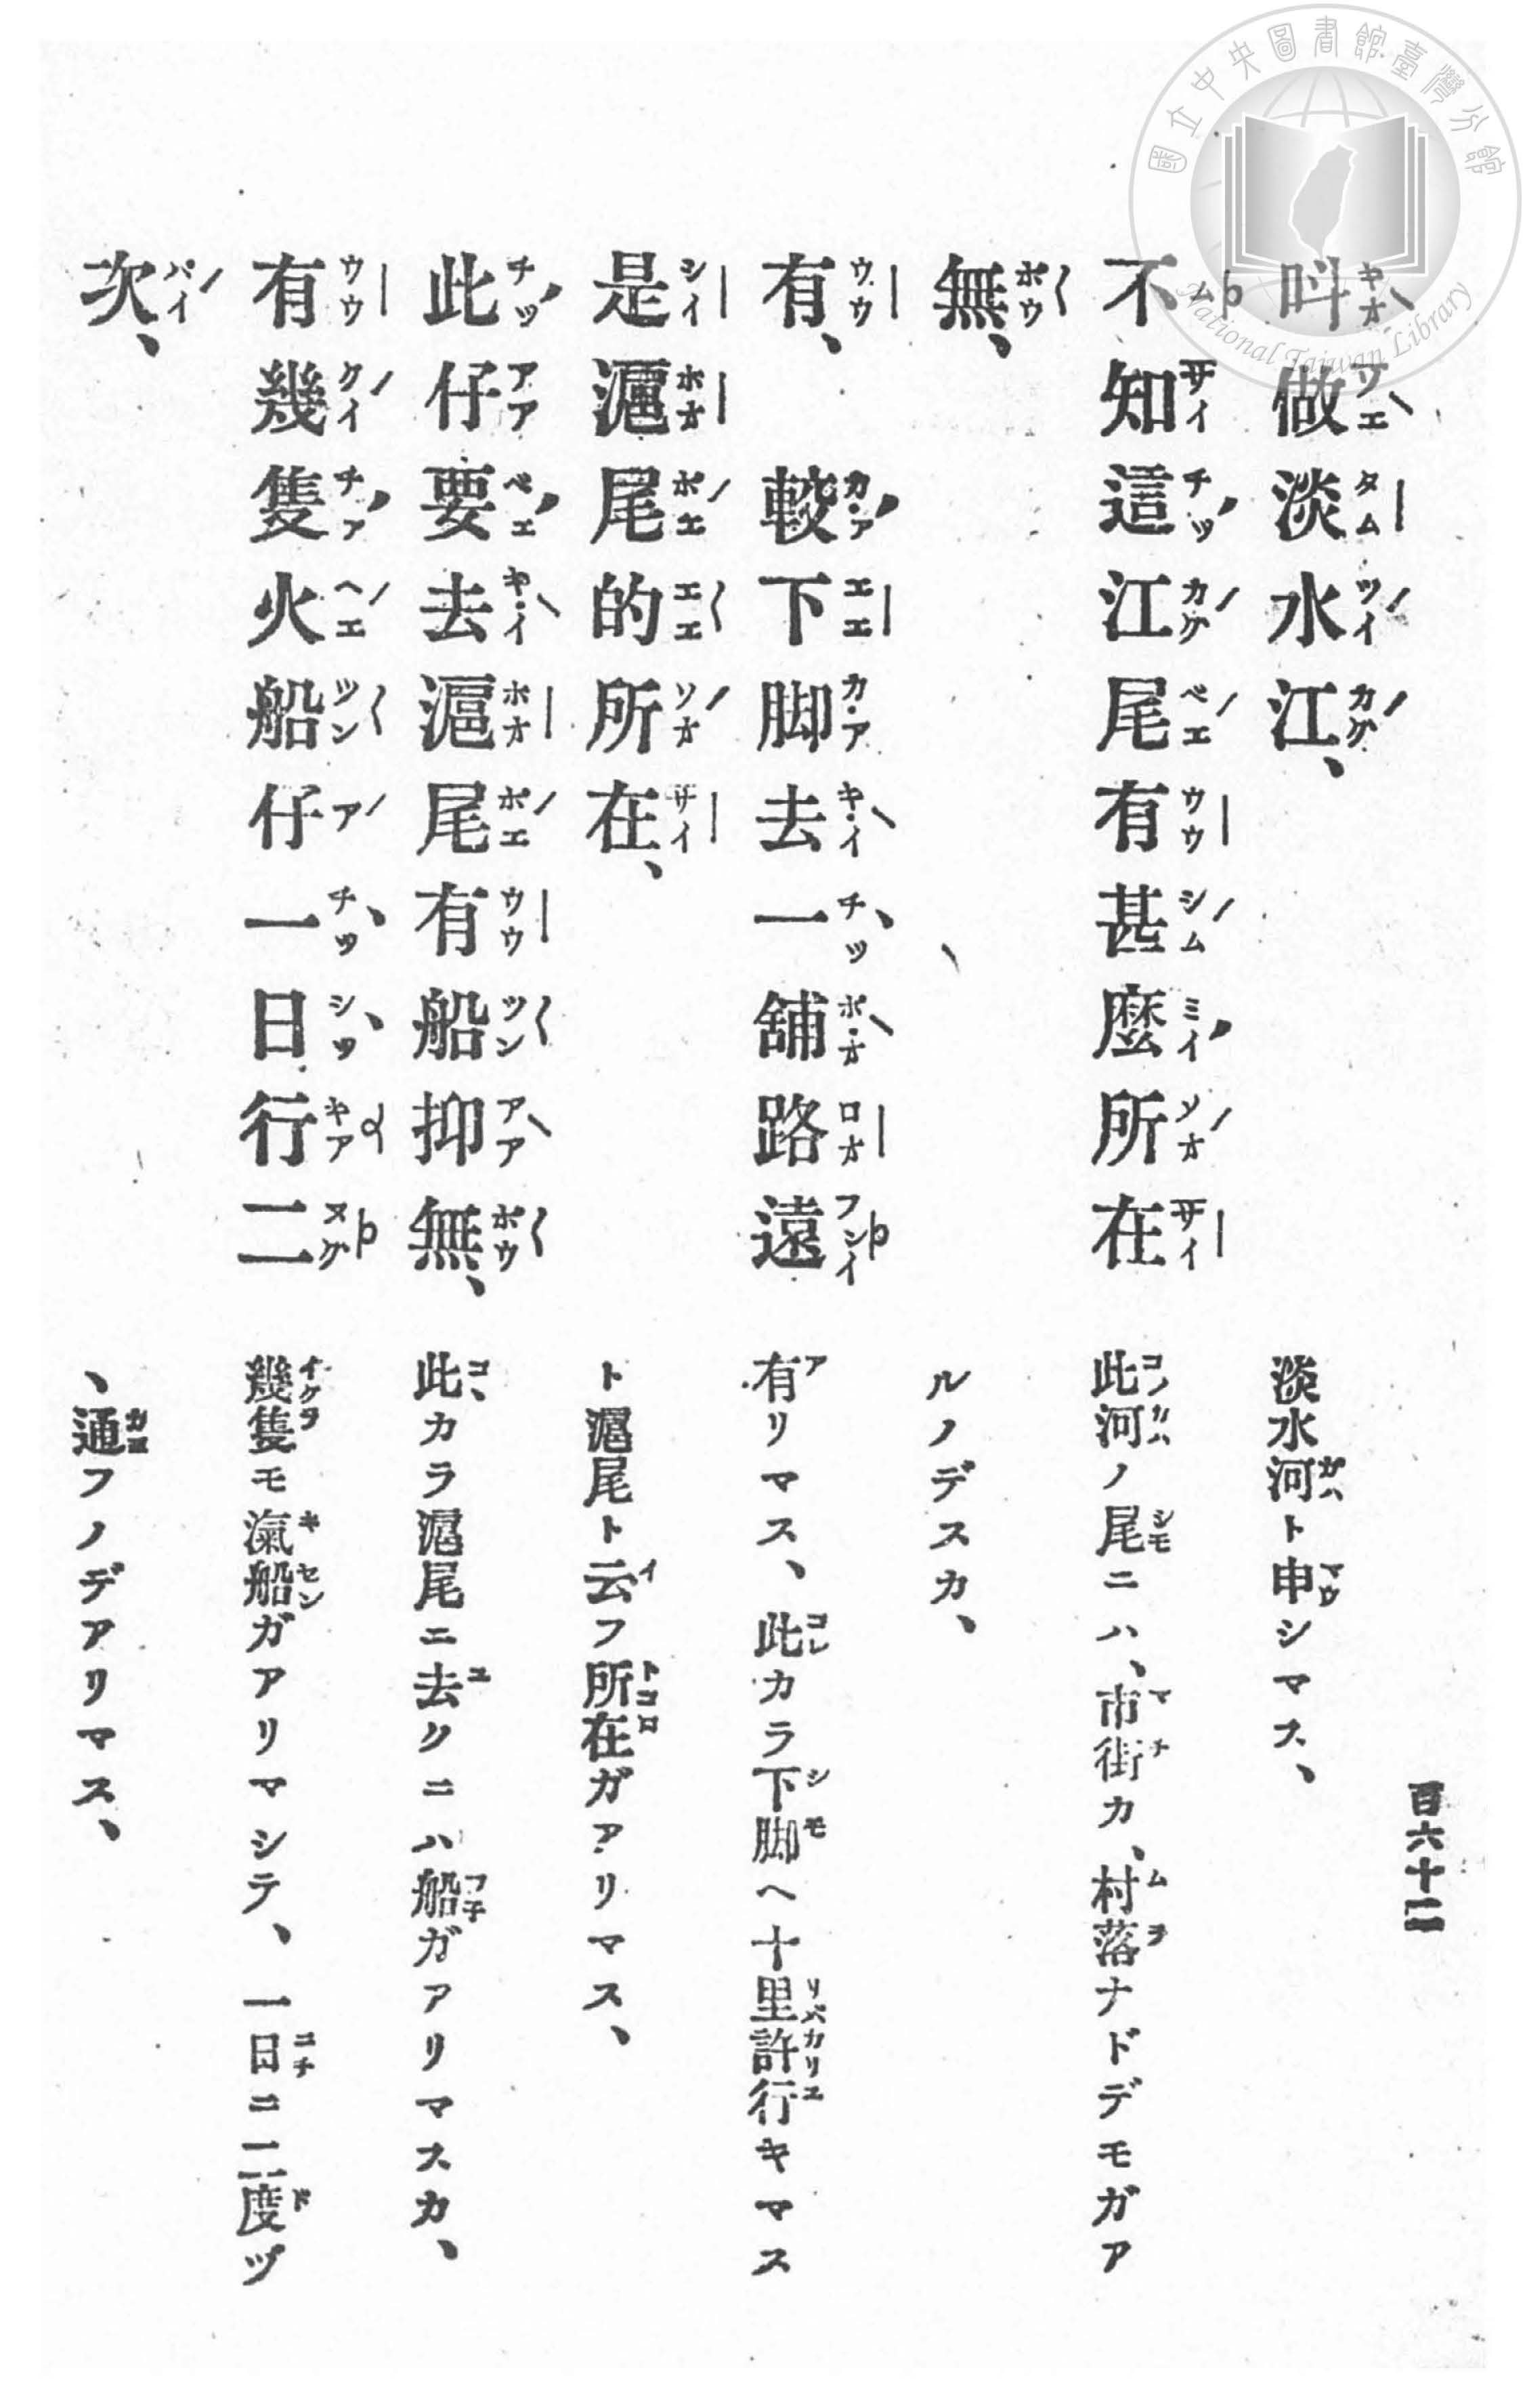 國立中央圖書館臺灣分館
National Taiwan Library
百六十二
叫做淡水江、
淡水河ト申シマス、
不知這江尾有甚麼所在
此河ノ尾ニハ、市街カ、村落ナドデモガア
無、
ルノデスカ、
有、較下脚去一舖路遠
有リマス、此カラ下脚ヘ十里許行キマス
是滬尾的所在、
ト滬尾ト云フ所在ガアリマス、
此仔要去滬尾有船抑無、
此カラ滬尾ニ去クニハ船ガアリマスカ、
有幾隻火船仔一日行二
幾隻モ滊船ガアリマシテ、一日ニ二度ヅ
次、
、通フノデアリマス、